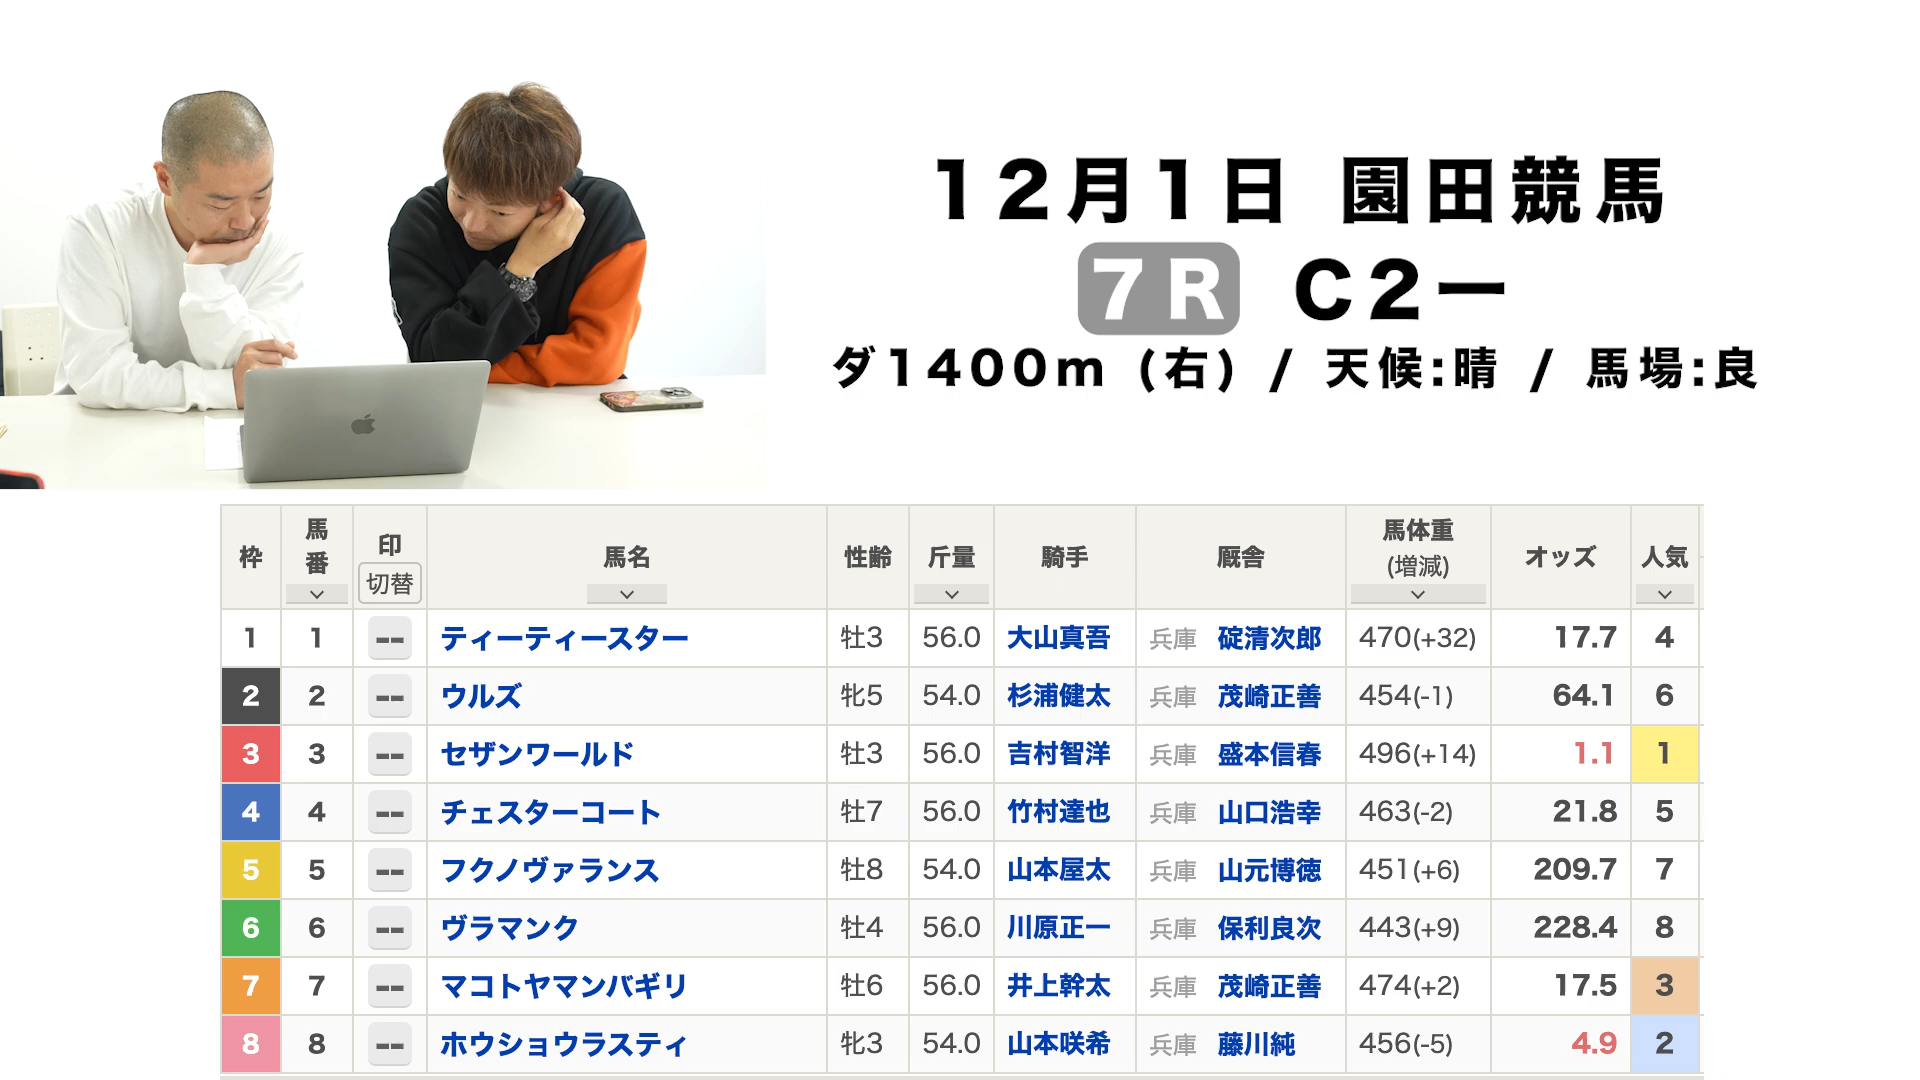 12月1日 園田競馬
7R C2一
ダ1400m (右) / 天候:晴 / 馬場:良
枠 馬番 印 切替 馬名 性齢 斤量 騎手 厩舎 馬体重(増減) オッズ 人気
1 1 -- ティーティースター 牡3 56.0 大山真吾 兵庫 碇清次郎 470(+32) 17.7 4
2 2 -- ウルズ 牝5 54.0 杉浦健太 兵庫 茂崎正善 454(-1) 64.1 6
3 3 -- セザンワールド 牡3 56.0 吉村智洋 兵庫 盛本信春 496(+14) 1.1 1
4 4 -- チェスターコート 牡7 56.0 竹村達也 兵庫 山口浩幸 463(-2) 21.8 5
5 5 -- フクノヴァランス 牡8 54.0 山本屋太 兵庫 山元博徳 451(+6) 209.7 7
6 6 -- ヴラマンク 牡4 56.0 川原正一 兵庫 保利良次 443(+9) 228.4 8
7 7 -- マコトヤマンバギリ 牡6 56.0 井上幹太 兵庫 茂崎正善 474(+2) 17.5 3
8 8 -- ホウショウラスティ 牝3 54.0 山本咲希 兵庫 藤川純 456(-5) 4.9 2